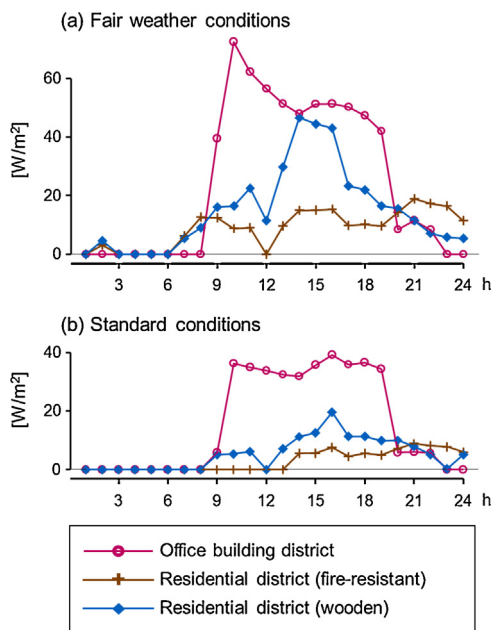 (a) Fair weather conditions
[W/m²]
60
40
20
0
3 6 9 12 15 18 21 24 h
(b) Standard conditions
[W/m²]
40
20
0
3 6 9 12 15 18 21 24 h
Office building district
Residential district (fire-resistant)
Residential district (wooden)